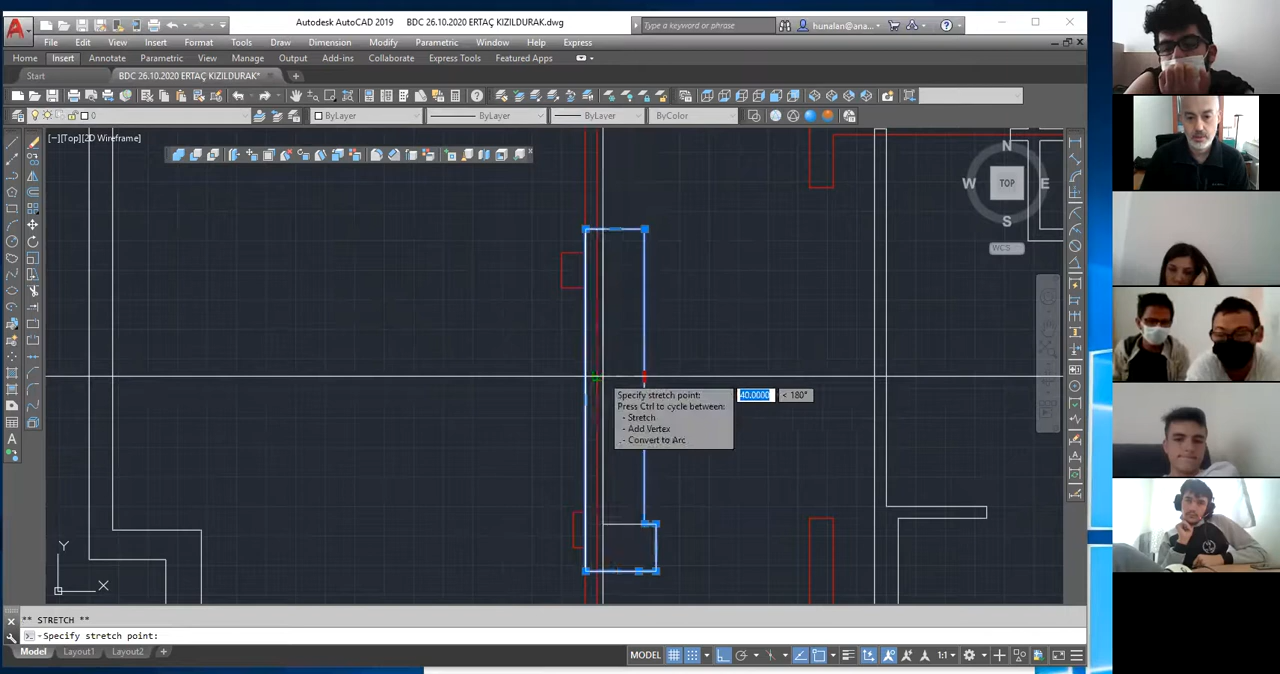 Autodesk AutoCAD 2019   BDC 26.10.2020 ERTAÇ KIZILDURAK.dwg
Type a keyword or phrase
hunalan@ana...
File Edit View Insert Format Tools Draw Dimension Modify Parametric Window Help Express
Home Insert Annotate Parametric View Manage Output Add-ins Collaborate Express Tools Featured Apps
Start BDC 26.10.2020 ERTAÇ KIZILDURAK*
0 ByLayer ByLayer ByLayer ByColor
[−][Top][2D Wireframe]
N
W TOP E
S
WCS
Specify stretch point: 40.0000 < 180°
Press Ctrl to cycle between:
- Stretch
- Add Vertex
- Convert to Arc
Y
X
** STRETCH **
Specify stretch point:
Model Layout1 Layout2 +
MODEL 1:1